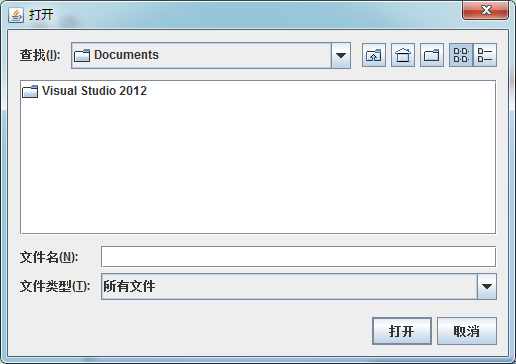 打开
查找(I): Documents
Visual Studio 2012
文件名(N):
文件类型(T): 所有文件
打开 取消